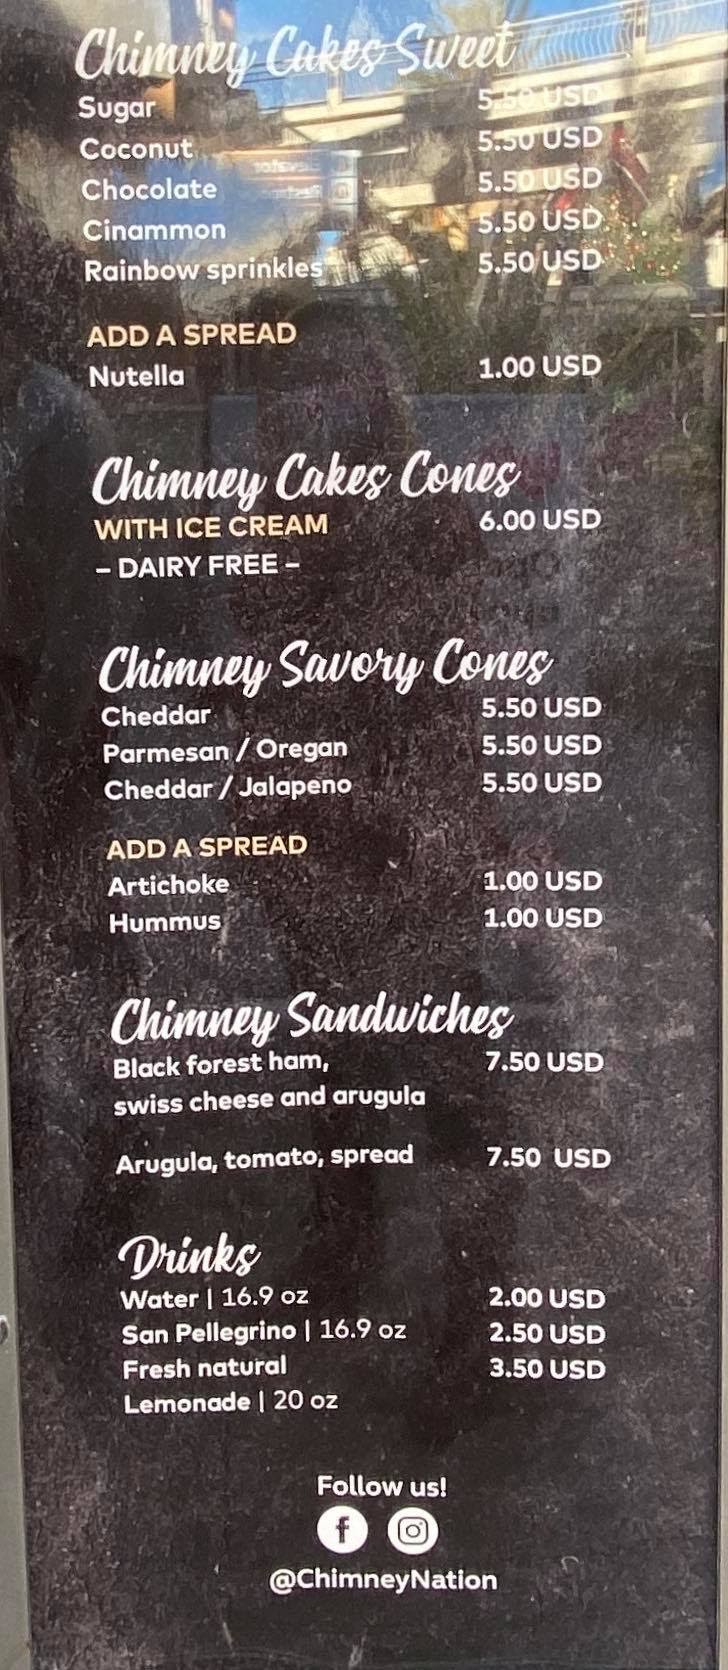 Chimney Cakes Sweet
Sugar 5.50 USD
Coconut 5.50 USD
Chocolate 5.50 USD
Cinammon 5.50 USD
Rainbow sprinkles 5.50 USD
ADD A SPREAD
Nutella 1.00 USD
Chimney Cakes Cones
WITH ICE CREAM 6.00 USD
– DAIRY FREE –
Chimney Savory Cones
Cheddar 5.50 USD
Parmesan / Oregan 5.50 USD
Cheddar / Jalapeno 5.50 USD
ADD A SPREAD
Artichoke 1.00 USD
Hummus 1.00 USD
Chimney Sandwiches
Black forest ham, 7.50 USD
swiss cheese and arugula
Arugula, tomato, spread 7.50 USD
Drinks
Water | 16.9 oz 2.00 USD
San Pellegrino | 16.9 oz 2.50 USD
Fresh natural 3.50 USD
Lemonade | 20 oz
Follow us!
@ChimneyNation